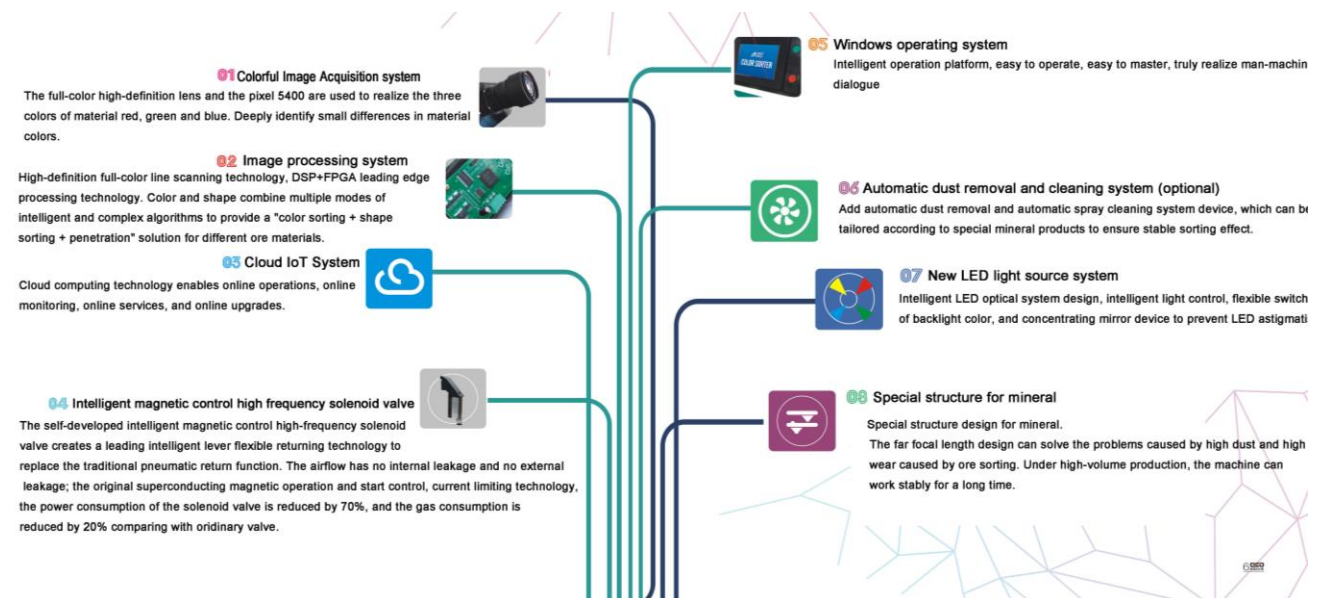 01 Colorful Image Acquisition system
The full-color high-definition lens and the pixel 5400 are used to realize the three
colors of material red, green and blue. Deeply identify small differences in material
colors.
02 Image processing system
High-definition full-color line scanning technology, DSP+FPGA leading edge
processing technology. Color and shape combine multiple modes of
intelligent and complex algorithms to provide a "color sorting + shape
sorting + penetration" solution for different ore materials.
03 Cloud IoT System
Cloud computing technology enables online operations, online
monitoring, online services, and online upgrades.
04 Intelligent magnetic control high frequency solenoid valve
The self-developed intelligent magnetic control high-frequency solenoid
valve creates a leading intelligent lever flexible returning technology to
replace the traditional pneumatic return function. The airflow has no internal leakage and no external
leakage; the original superconducting magnetic operation and start control, current limiting technology,
the power consumption of the solenoid valve is reduced by 70%, and the gas consumption is
reduced by 20% comparing with oridinary valve.
COLOR SORTER
05 Windows operating system
Intelligent operation platform, easy to operate, easy to master, truly realize man-machin
dialogue
06 Automatic dust removal and cleaning system (optional)
Add automatic dust removal and automatic spray cleaning system device, which can be
tailored according to special mineral products to ensure stable sorting effect.
07 New LED light source system
Intelligent LED optical system design, intelligent light control, flexible switch
of backlight color, and concentrating mirror device to prevent LED astigmati
08 Special structure for mineral
Special structure design for mineral.
The far focal length design can solve the problems caused by high dust and high
wear caused by ore sorting. Under high-volume production, the machine can
work stably for a long time.